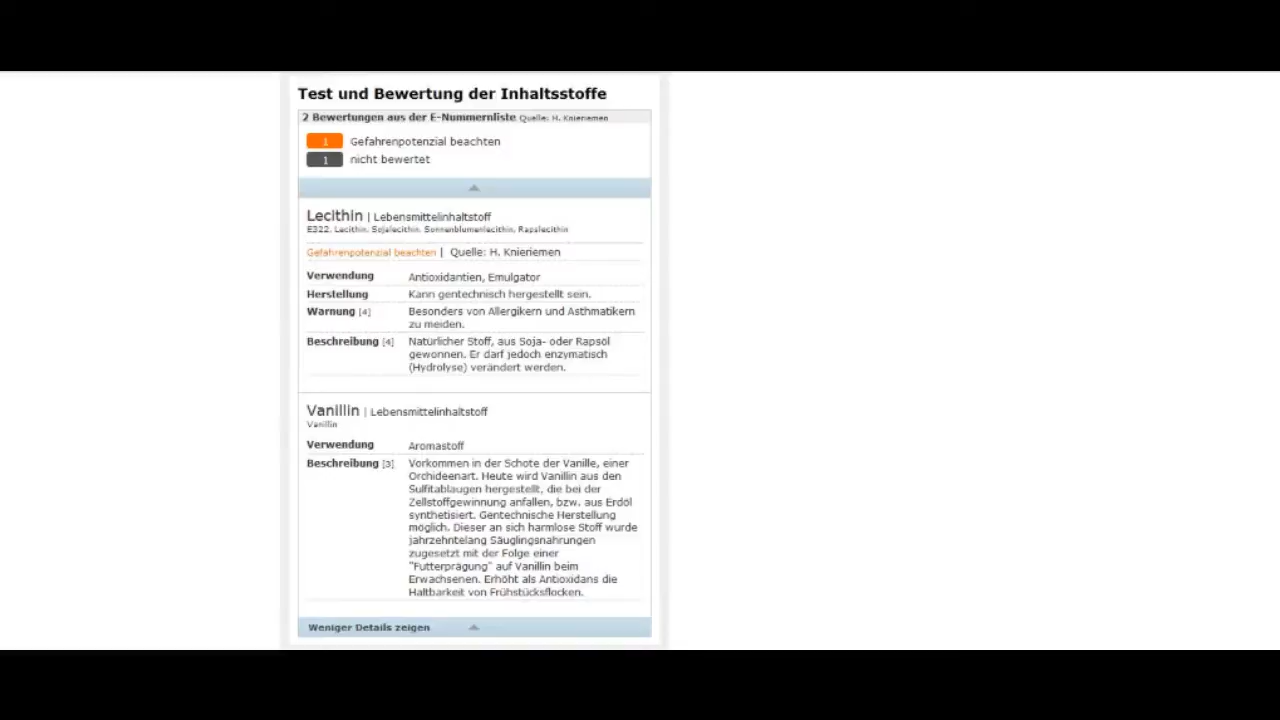 Test und Bewertung der Inhaltsstoffe
2 Bewertungen aus der E-Nummernliste Quelle: H. Knieriemen
1 Gefahrenpotenzial beachten
1 nicht bewertet
Lecithin | Lebensmittelinhaltstoff
E322, Lecithin, Sojalecithin, Sonnenblumenlecithin, Rapslecithin
Gefahrenpotenzial beachten | Quelle: H. Knieriemen
Verwendung Antioxidantien, Emulgator
Herstellung Kann gentechnisch hergestellt sein.
Warnung [4] Besonders von Allergikern und Asthmatikern
zu meiden.
Beschreibung [4] Natürlicher Stoff, aus Soja- oder Rapsöl
gewonnen. Er darf jedoch enzymatisch
(Hydrolyse) verändert werden.
Vanillin | Lebensmittelinhaltstoff
Vanillin
Verwendung Aromastoff
Beschreibung [3] Vorkommen in der Schote der Vanille, einer
Orchideenart. Heute wird Vanillin aus den
Sulfitablaugen hergestellt, die bei der
Zellstoffgewinnung anfallen, bzw. aus Erdöl
synthetisiert. Gentechnische Herstellung
möglich. Dieser an sich harmlose Stoff wurde
jahrzehntelang Säuglingsnahrungen
zugesetzt mit der Folge einer
"Futterprägung" auf Vanillin beim
Erwachsenen. Erhöht als Antioxidans die
Haltbarkeit von Frühstücksflocken.
Weniger Details zeigen